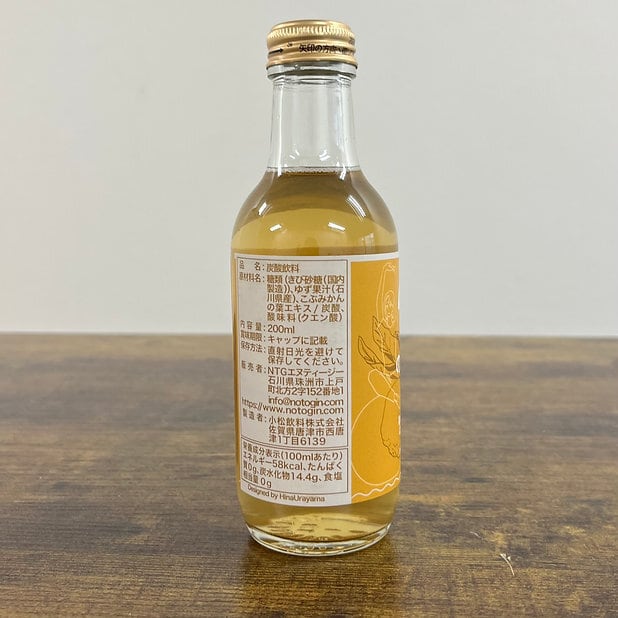 矢印の方向へ
品名:炭酸飲料
原材料名:糖類(きび砂糖(国内
製造))、ゆず果汁(石
川県産)、こぶみかん
の葉エキス/炭酸、
酸味料(クエン酸)
内容量:200ml
賞味期限:キャップに記載
保存方法:直射日光を避けて
保存してください。
販売者:NTGエヌティージー
石川県珠洲市上戸
町北方2字152番地1
info@notogin.com
https://www.notogin.com
製造者:小松飲料株式会社
佐賀県唐津市西唐
津1丁目6139
栄養成分表示(100mlあたり)
エネルギー58kcal、たんぱく
質0g、炭水化物14.4g、食塩
相当量0g
Designed by HinaUrayama